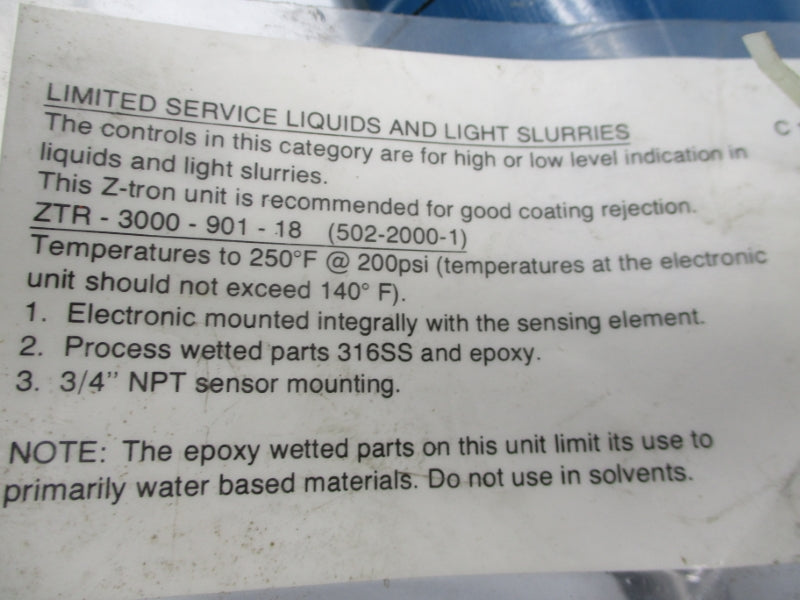 LIMITED SERVICE LIQUIDS AND LIGHT SLURRIES
The controls in this category are for high or low level indication in
liquids and light slurries.
This Z-tron unit is recommended for good coating rejection.
ZTR - 3000 - 901 - 18 (502-2000-1)
Temperatures to 250°F @ 200psi (temperatures at the electronic
unit should not exceed 140° F).
1. Electronic mounted integrally with the sensing element.
2. Process wetted parts 316SS and epoxy.
3. 3/4" NPT sensor mounting.
NOTE: The epoxy wetted parts on this unit limit its use to
primarily water based materials. Do not use in solvents.
C